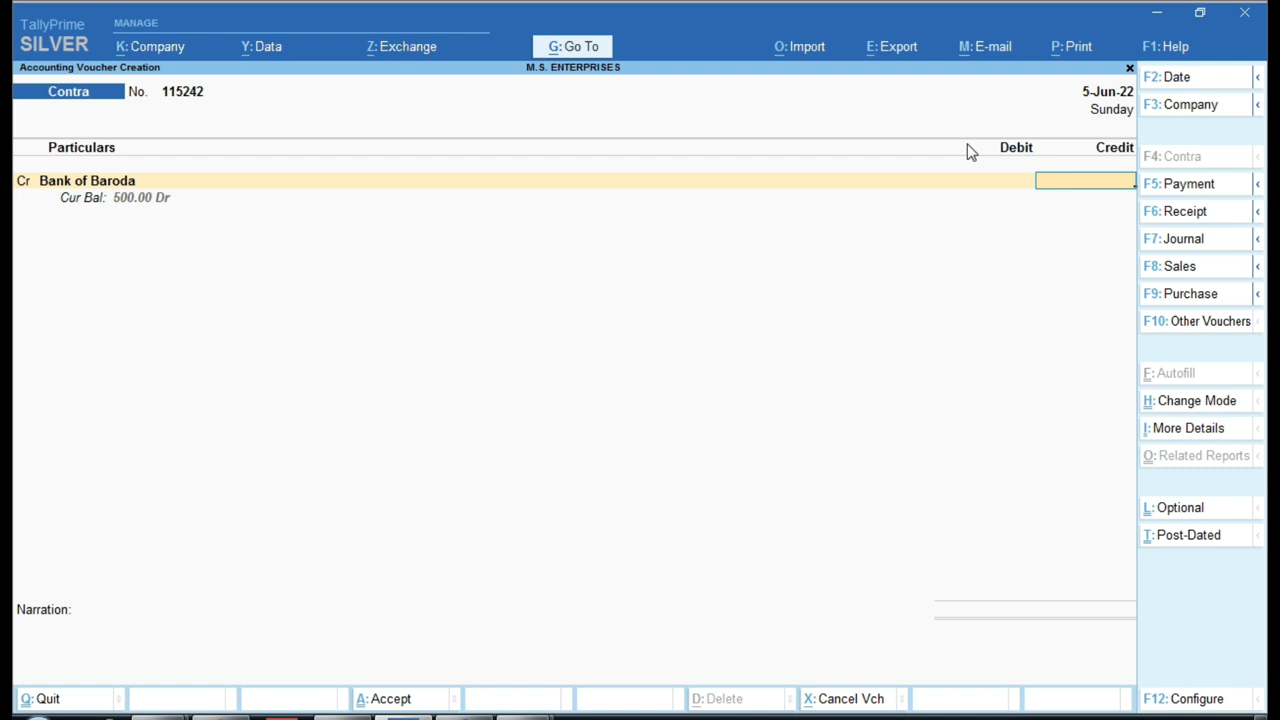 TallyPrime
SILVER
MANAGE
K: Company
Y: Data
Z: Exchange
G: Go To
O: Import
E: Export
M: E-mail
P: Print
F1: Help
Accounting Voucher Creation
M.S. ENTERPRISES
Contra
No. 115242
5-Jun-22
Sunday
Particulars
Debit
Credit
Cr Bank of Baroda
Cur Bal: 500.00 Dr
Narration:
F2: Date
F3: Company
F4: Contra
F5: Payment
F6: Receipt
F7: Journal
F8: Sales
F9: Purchase
F10: Other Vouchers
F: Autofill
H: Change Mode
I: More Details
O: Related Reports
L: Optional
T: Post-Dated
Q: Quit
A: Accept
D: Delete
X: Cancel Vch
F12: Configure